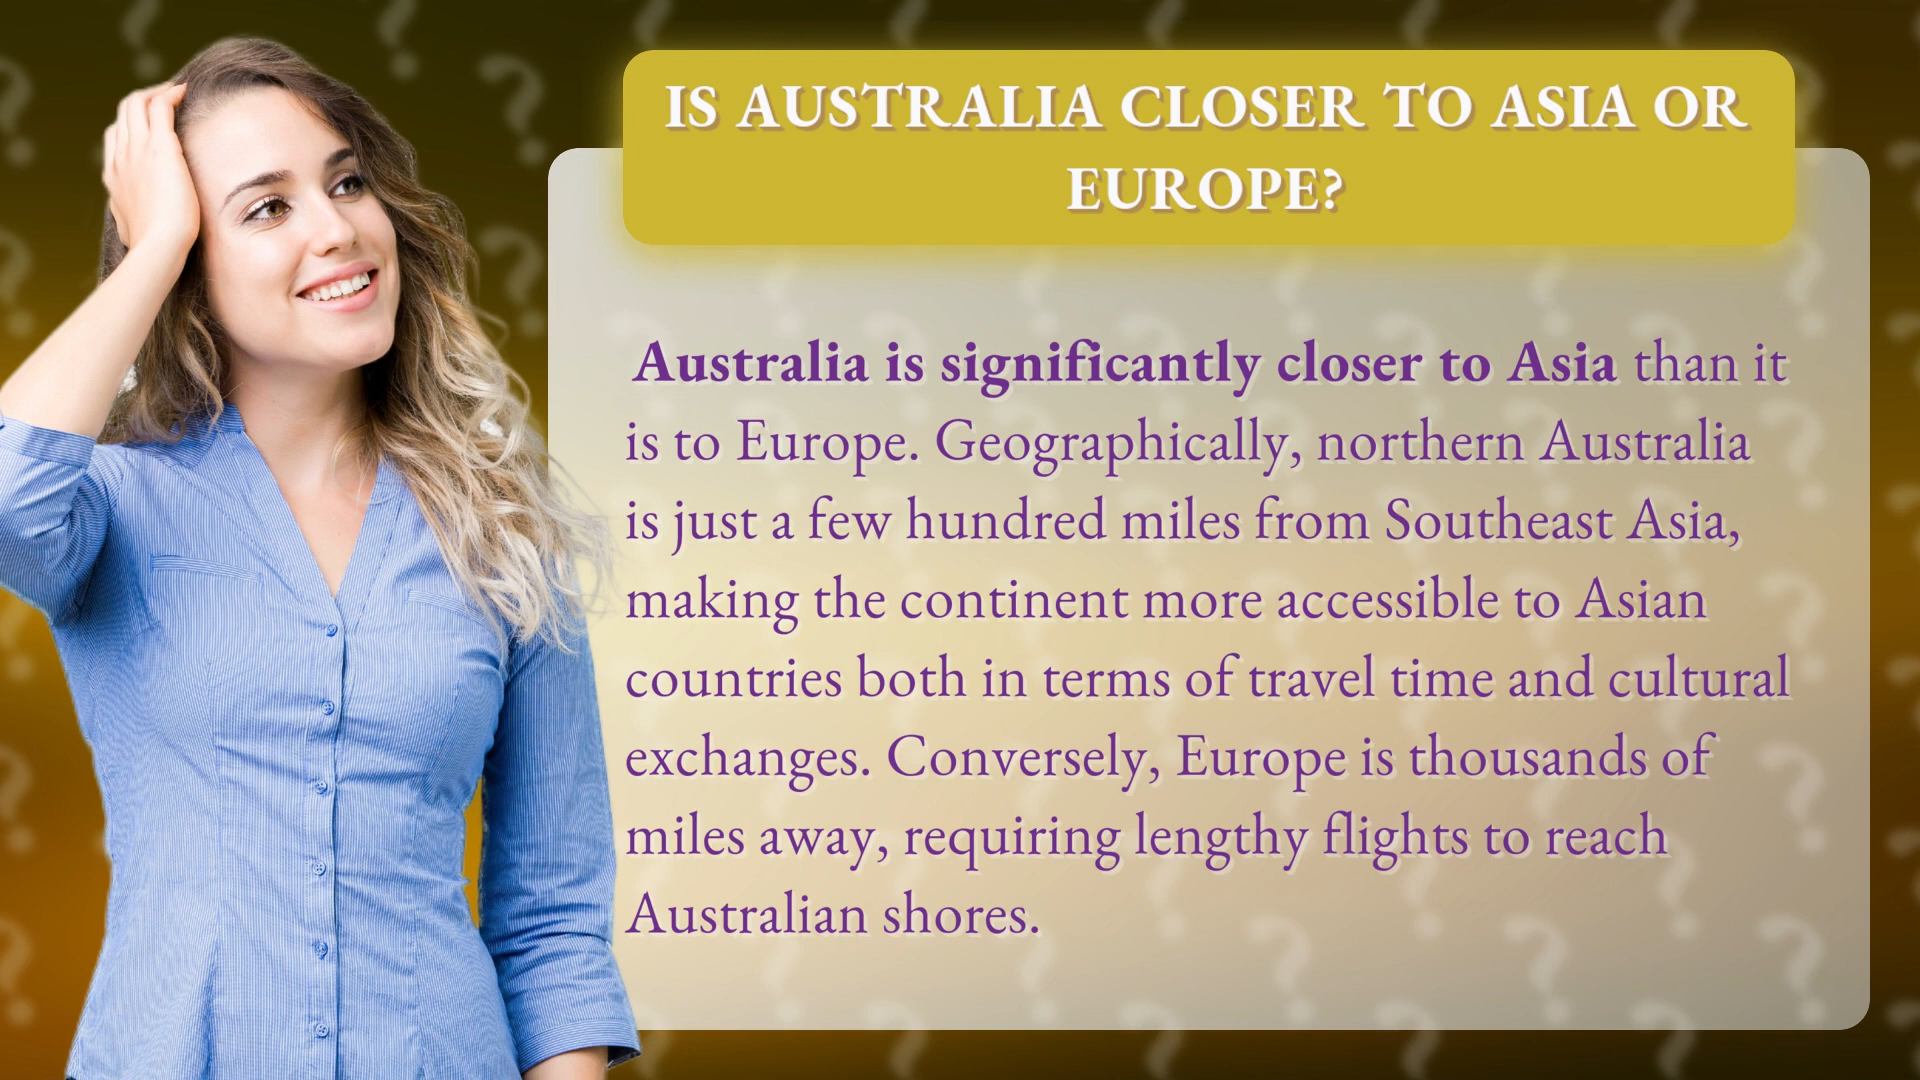 IS AUSTRALIA CLOSER TO ASIA OR
EUROPE?
Australia is significantly closer to Asia than it
is to Europe. Geographically, northern Australia
is just a few hundred miles from Southeast Asia,
making the continent more accessible to Asian
countries both in terms of travel time and cultural
exchanges. Conversely, Europe is thousands of
miles away, requiring lengthy flights to reach
Australian shores.